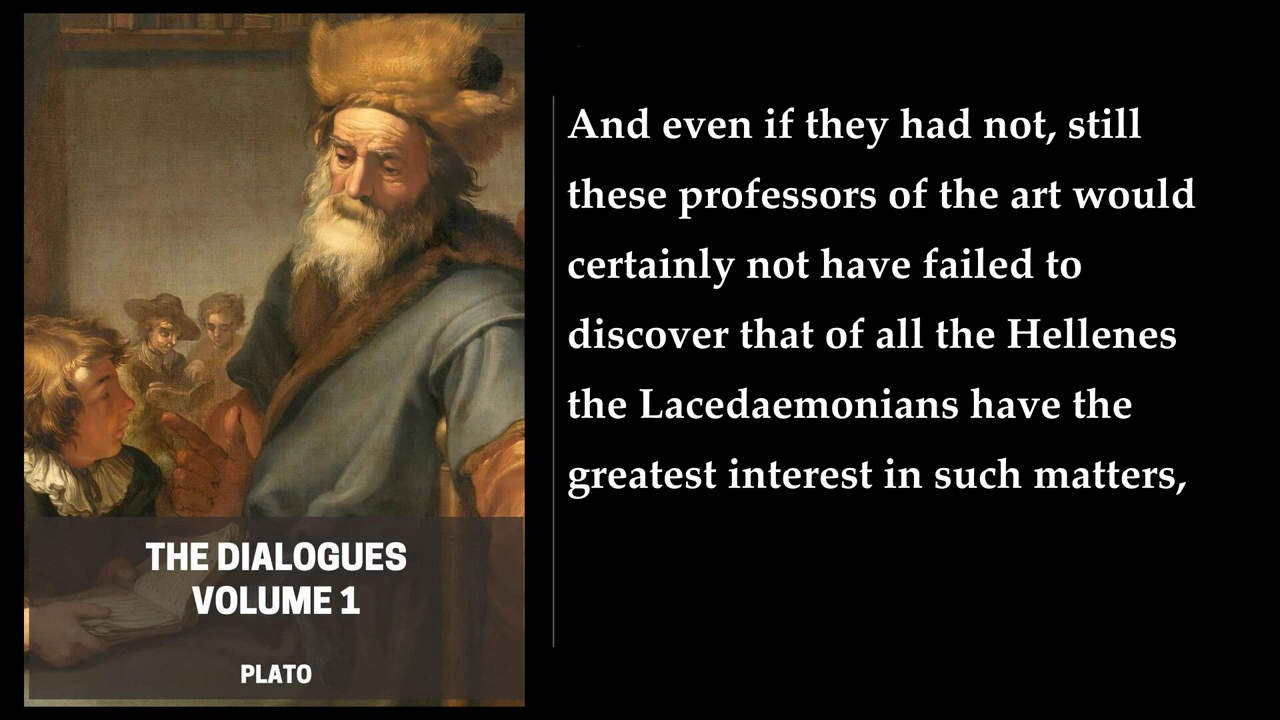 THE DIALOGUES
VOLUME 1
PLATO
And even if they had not, still
these professors of the art would
certainly not have failed to
discover that of all the Hellenes
the Lacedaemonians have the
greatest interest in such matters,